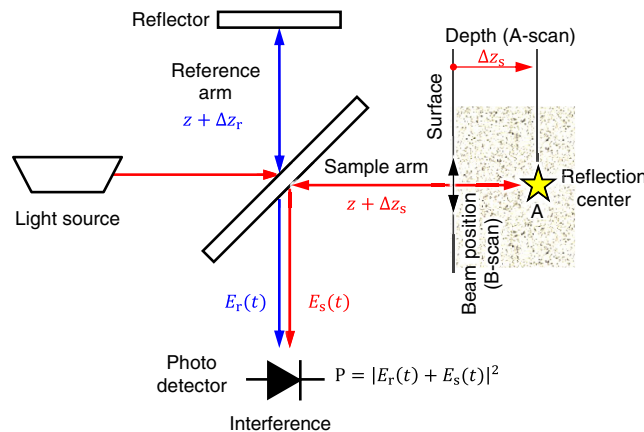 Reflector
Depth (A-scan)
Δz_s
Reference
arm
z + Δz_r
Surface
Sample arm
z + Δz_s
Light source
Reflection
center
A
Beam position
(B-scan)
E_r(t)
E_s(t)
Photo
detector
P = |E_r(t) + E_s(t)|²
Interference